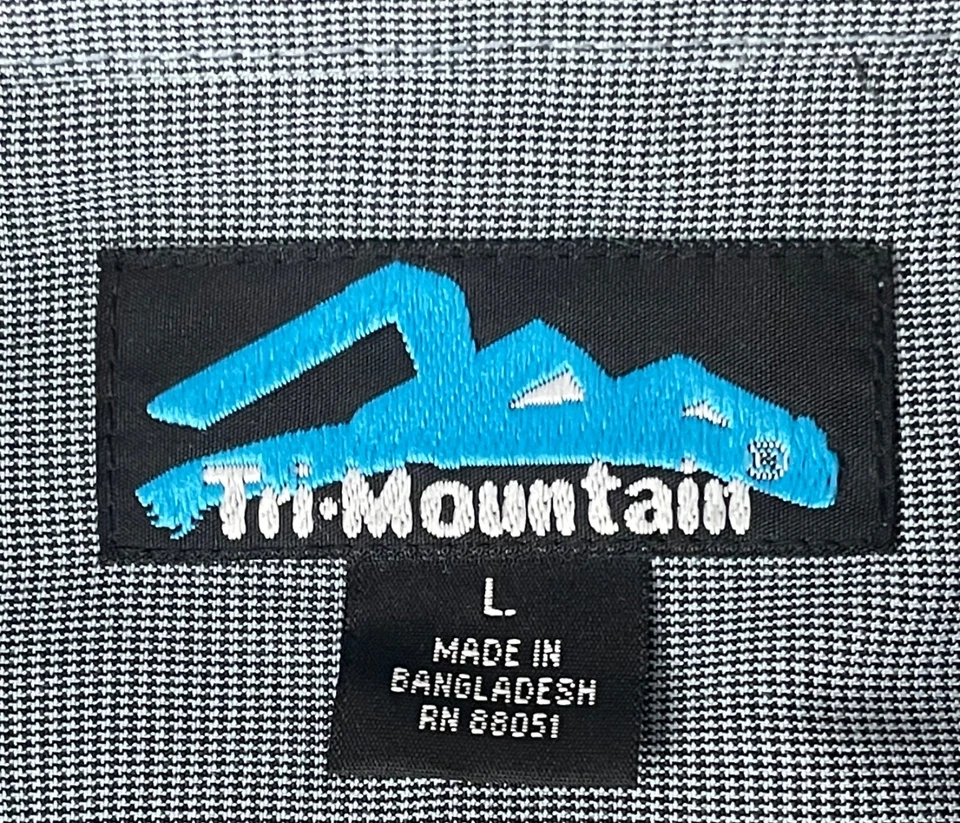 Tri·Mountain®
L.
MADE IN
BANGLADESH
RN 88051